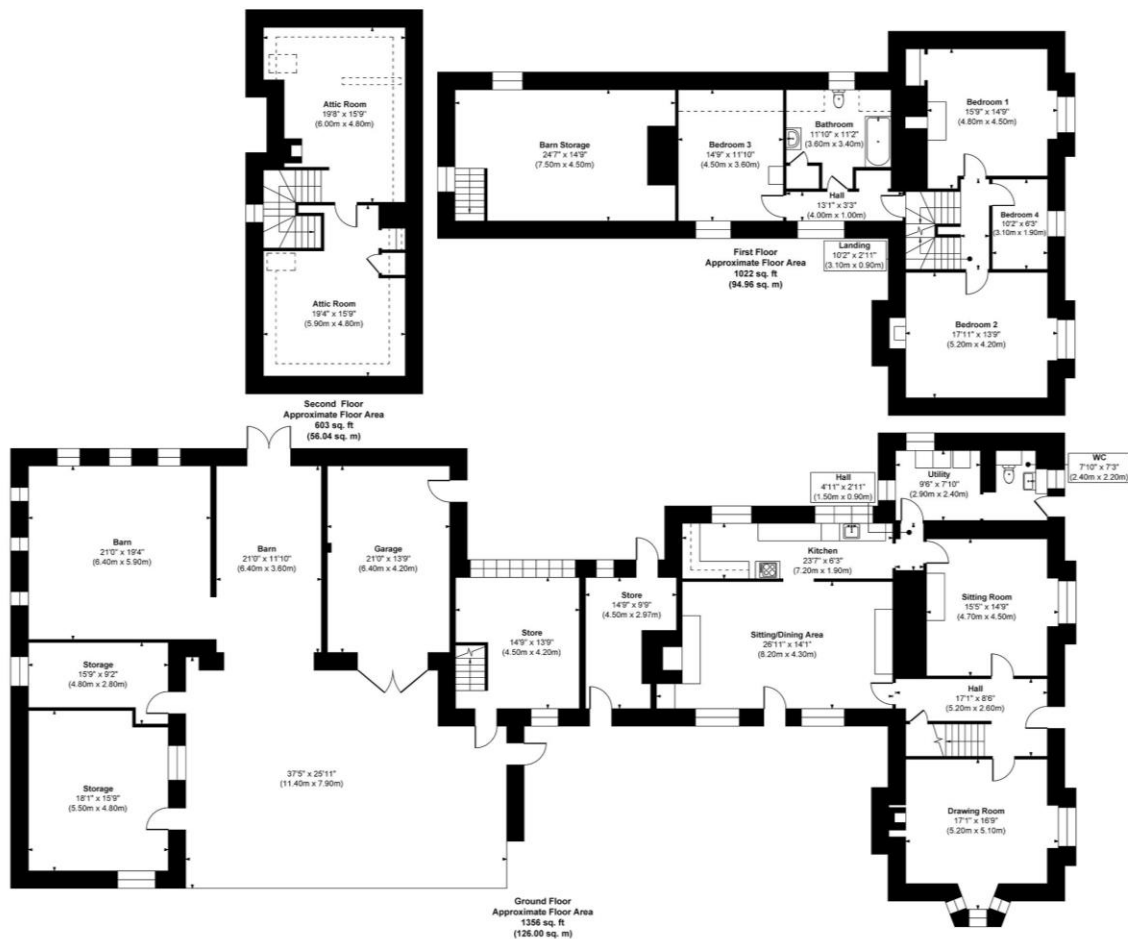 Attic Room
19'8" x 15'9"
(6.00m x 4.80m)
Attic Room
19'4" x 15'9"
(5.90m x 4.80m)
Second Floor
Approximate Floor Area
603 sq. ft
(56.04 sq. m)
Barn Storage
24'7" x 14'9"
(7.50m x 4.50m)
Bedroom 3
14'9" x 11'10"
(4.50m x 3.60m)
Bathroom
11'10" x 11'2"
(3.60m x 3.40m)
Hall
13'1" x 3'3"
(4.00m x 1.00m)
Bedroom 1
15'9" x 14'9"
(4.80m x 4.50m)
Bedroom 4
10'2" x 6'3"
(3.10m x 1.90m)
Landing
10'2" x 2'11"
(3.10m x 0.90m)
Bedroom 2
17'11" x 13'9"
(5.20m x 4.20m)
First Floor
Approximate Floor Area
1022 sq. ft
(94.96 sq. m)
Barn
21'0" x 19'4"
(6.40m x 5.90m)
Barn
21'0" x 11'10"
(6.40m x 3.60m)
Garage
21'0" x 13'9"
(6.40m x 4.20m)
Storage
15'9" x 9'2"
(4.80m x 2.80m)
Storage
18'1" x 15'9"
(5.50m x 4.80m)
37'5" x 25'11"
(11.40m x 7.90m)
Store
14'9" x 13'9"
(4.50m x 4.20m)
Store
14'9" x 9'9"
(4.50m x 2.97m)
Kitchen
23'7" x 6'3"
(7.20m x 1.90m)
Sitting/Dining Area
26'11" x 14'1"
(8.20m x 4.30m)
Hall
4'11" x 2'11"
(1.50m x 0.90m)
Utility
9'6" x 7'10"
(2.90m x 2.40m)
WC
7'10" x 7'3"
(2.40m x 2.20m)
Sitting Room
15'5" x 14'9"
(4.70m x 4.50m)
Hall
17'1" x 8'6"
(5.20m x 2.60m)
Drawing Room
17'1" x 16'9"
(5.20m x 5.10m)
Ground Floor
Approximate Floor Area
1356 sq. ft
(126.00 sq. m)